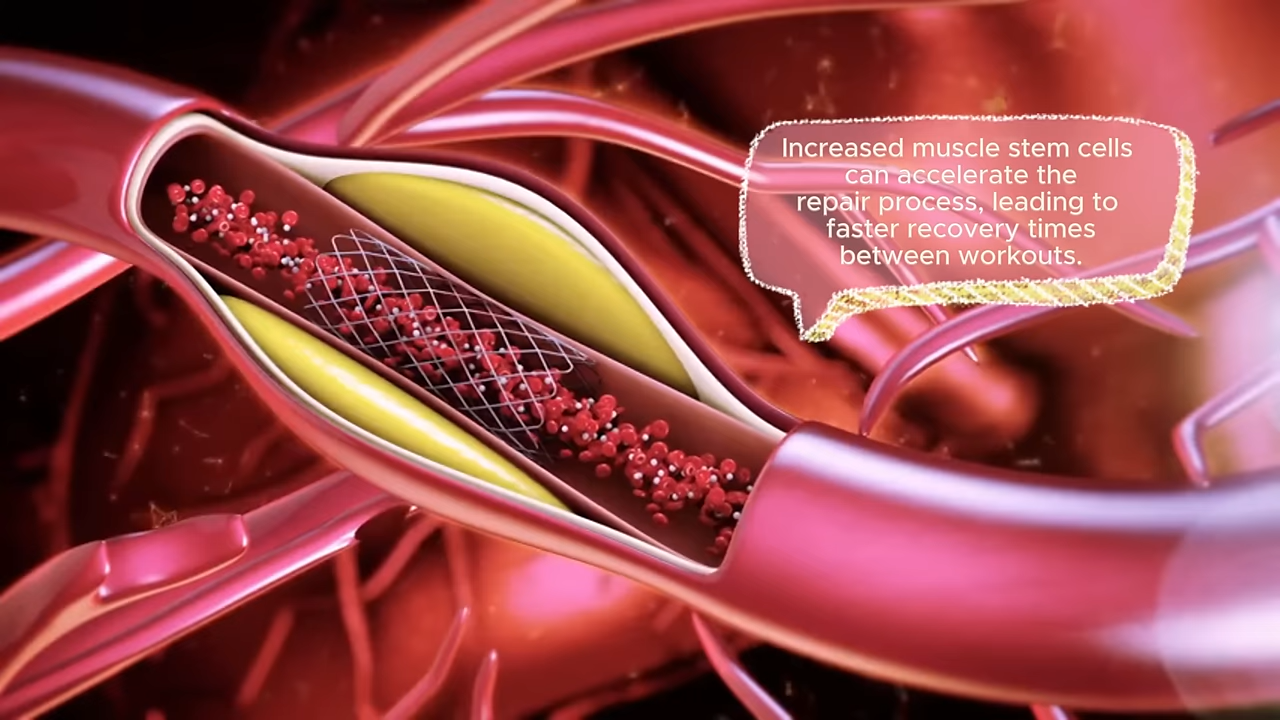 Increased muscle stem cells
can accelerate the
repair process, leading to
faster recovery times
between workouts.